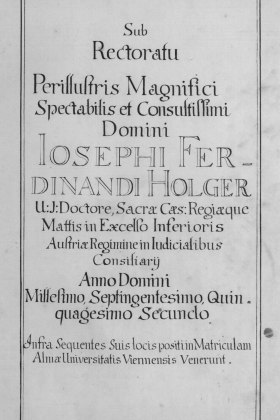 Sub
Rectoratu
Perillustris Magnifici
Spectabilis et Consultissimi
Domini
IOSEPHI FER-
DINANDI HOLGER
U: J: Doctore, Sacræ Cæs: Regiæque
Mattis in Excelso Inferioris
Austriæ Regimine in Iudicialibus
Consiliarij
Anno Domini
Millesimo, Septingentesimo, Quin-
quagesimo Secundo.
Infra Sequentes Suis locis positi in Matriculam
Almæ Universitatis Viennensis Venerunt.